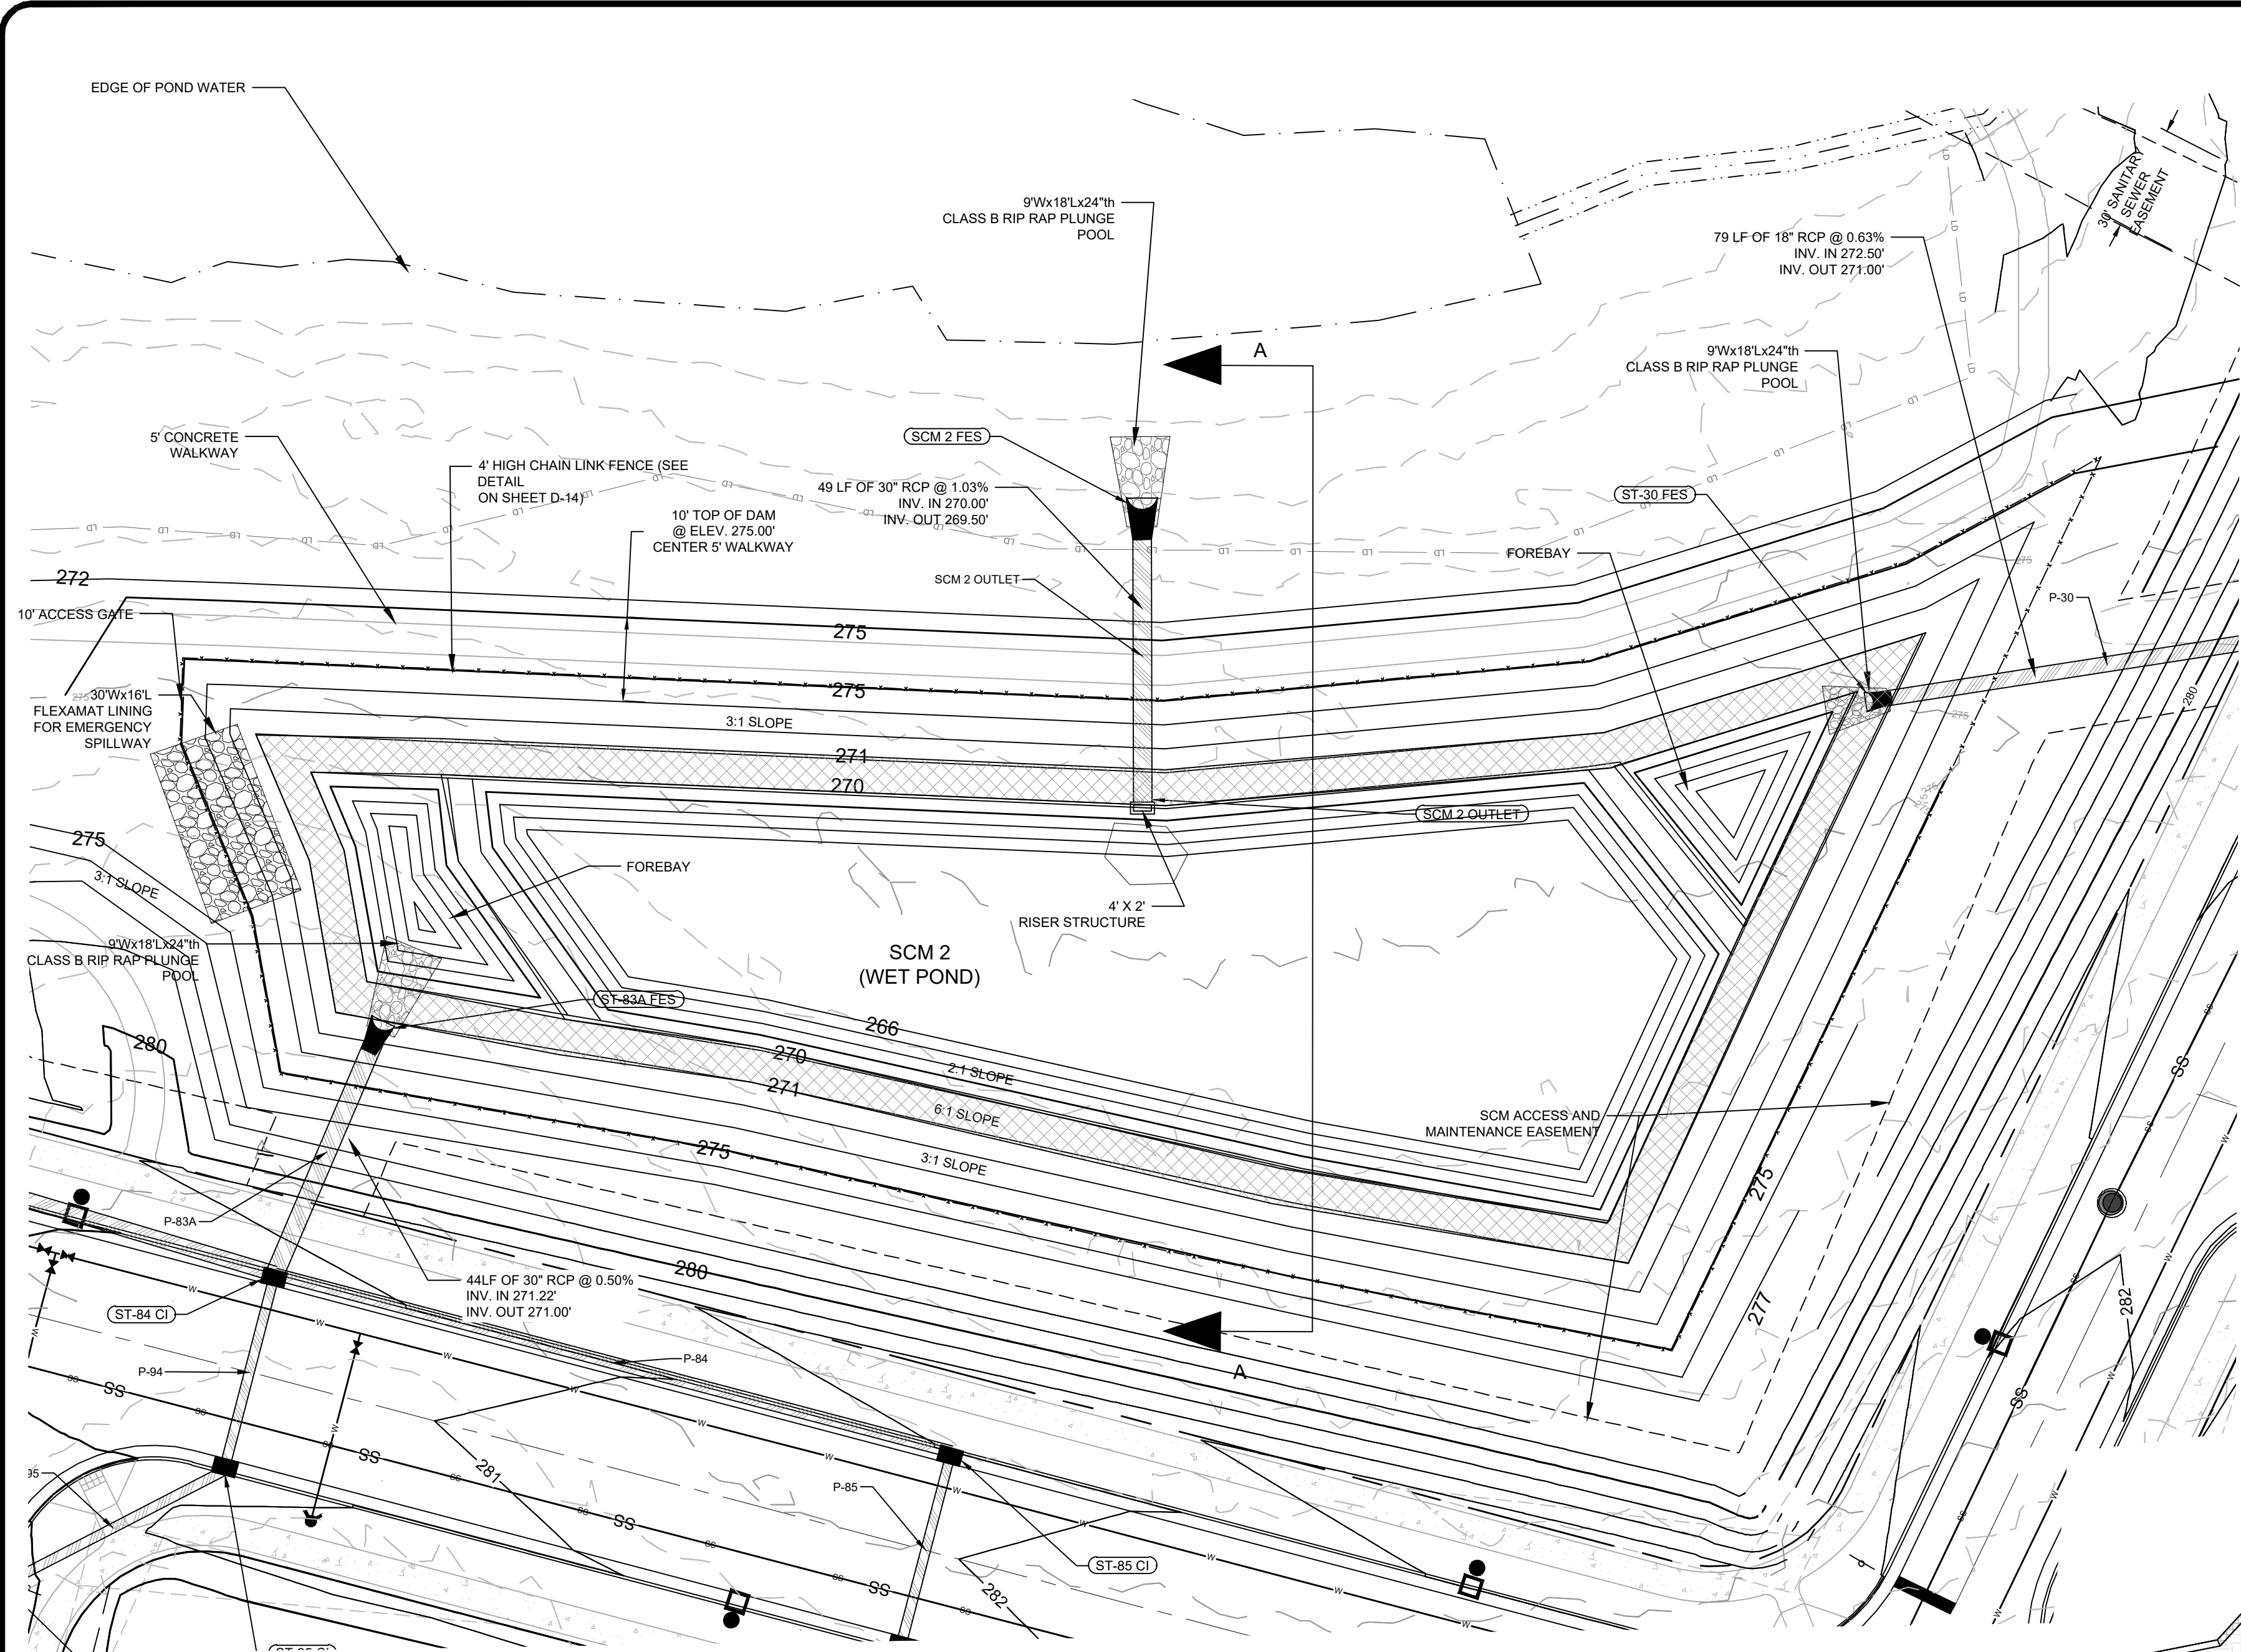 EDGE OF POND WATER
9'Wx18'Lx24"th
CLASS B RIP RAP PLUNGE
POOL
30' SANITARY
SEWER
EASEMENT
79 LF OF 18" RCP @ 0.63%
INV. IN 272.50'
INV. OUT 271.00'
A
9'Wx18'Lx24"th
CLASS B RIP RAP PLUNGE
POOL
5' CONCRETE
WALKWAY
4' HIGH CHAIN LINK FENCE (SEE
DETAIL
ON SHEET D-14)
SCM 2 FES
49 LF OF 30" RCP @ 1.03%
INV. IN 270.00'
INV. OUT 269.50'
ST-30 FES
10' TOP OF DAM
@ ELEV. 275.00'
CENTER 5' WALKWAY
FOREBAY
275
272
SCM 2 OUTLET
P-30
10' ACCESS GATE
275
275
30'Wx16'L
FLEXAMAT LINING
FOR EMERGENCY
SPILLWAY
275
275
280
3:1 SLOPE
271
270
SCM 2 OUTLET
275
3:1 SLOPE
FOREBAY
4' X 2'
RISER STRUCTURE
9'Wx18'Lx24"th
CLASS B RIP RAP PLUNGE
POOL
SCM 2
(WET POND)
ST-83A FES
266
280
270
2:1 SLOPE
271
6:1 SLOPE
SCM ACCESS AND
MAINTENANCE EASEMENT
275
3:1 SLOPE
275
P-83A
280
44LF OF 30" RCP @ 0.50%
INV. IN 271.22'
INV. OUT 271.00'
277
282
ST-84 CI
P-84
P-94
A
SS
SS
SS
SS
SS
SS
281
95
P-85
ST-85 CI
282